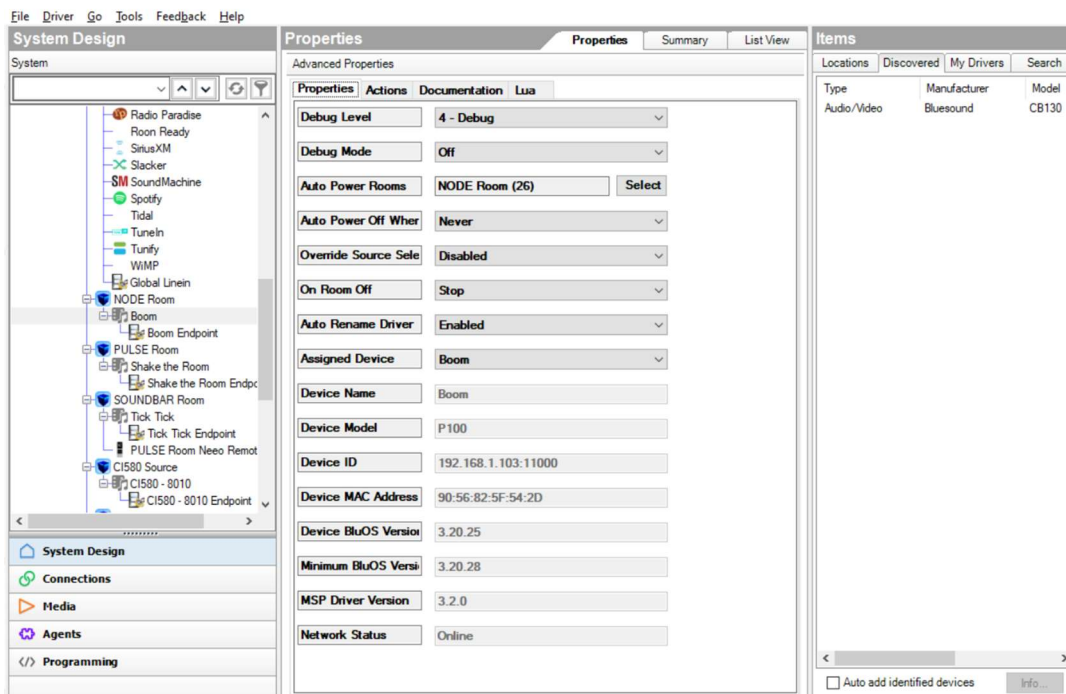 File Driver Go Tools Feedback Help
System Design
System
Radio Paradise
Roon Ready
SiriusXM
Slacker
SM SoundMachine
Spotify
Tidal
TuneIn
Tunify
WiMP
Global Linein
NODE Room
Boom
Boom Endpoint
PULSE Room
Shake the Room
Shake the Room Endpc
SOUNDBAR Room
Tick Tick
Tick Tick Endpoint
PULSE Room Neeo Remot
CI580 Source
CI580 - 8010
CI580 - 8010 Endpoint
System Design
Connections
Media
Agents
Programming
Properties Properties Summary List View
Advanced Properties
Properties Actions Documentation Lua
Debug Level 4 - Debug
Debug Mode Off
Auto Power Rooms NODE Room (26) Select
Auto Power Off Wher Never
Override Source Sele Disabled
On Room Off Stop
Auto Rename Driver Enabled
Assigned Device Boom
Device Name Boom
Device Model P100
Device ID 192.168.1.103:11000
Device MAC Address 90:56:82:5F:54:2D
Device BluOS Version 3.20.25
Minimum BluOS Versi 3.20.28
MSP Driver Version 3.2.0
Network Status Online
Items
Locations Discovered My Drivers Search
Type Manufacturer Model
Audio/Video Bluesound CB130
Auto add identified devices Info...